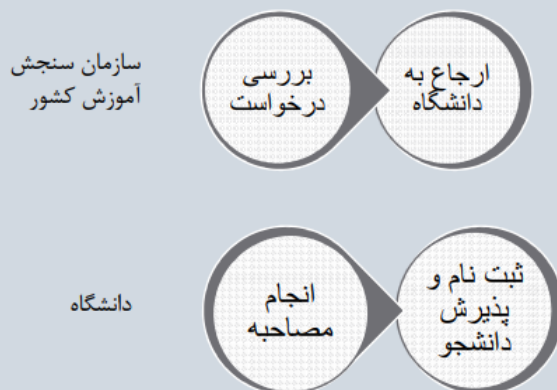 سازمان سنجش
آموزش کشور
بررسی
درخواست
ارجاع به
دانشگاه
دانشگاه
انجام
مصاحبه
ثبت نام و
پذیرش
دانشجو